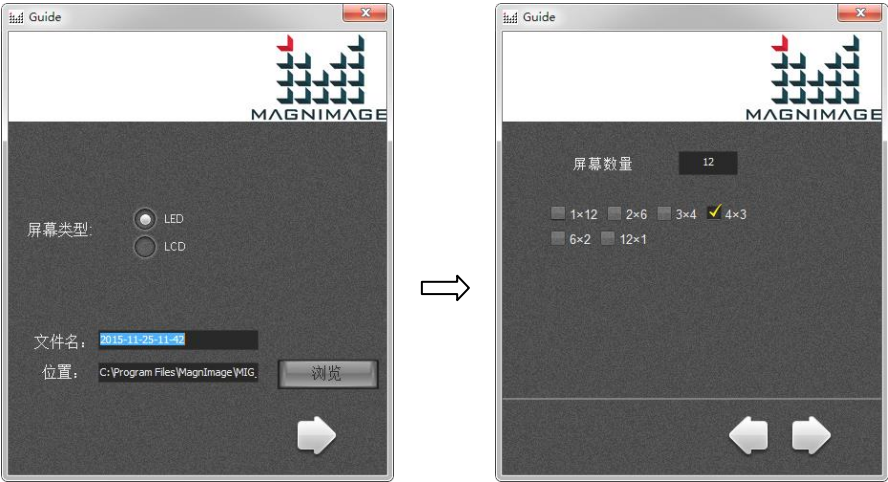 Guide
MAGNIMAGE
屏幕类型:
LED
LCD
文件名：
2015-11-25-11-42
位置：
C:\Program Files\MagnImage\MIG_
浏览
Guide
MAGNIMAGE
屏幕数量
12
1×12 2×6 3×4 4×3
6×2 12×1